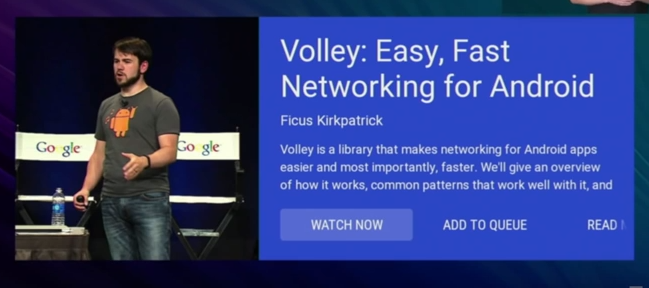 Google
Google
Volley: Easy, Fast
Networking for Android
Ficus Kirkpatrick
Volley is a library that makes networking for Android apps
easier and most importantly, faster. We'll give an overview
of how it works, common patterns that work well with it, and
WATCH NOW
ADD TO QUEUE
READ